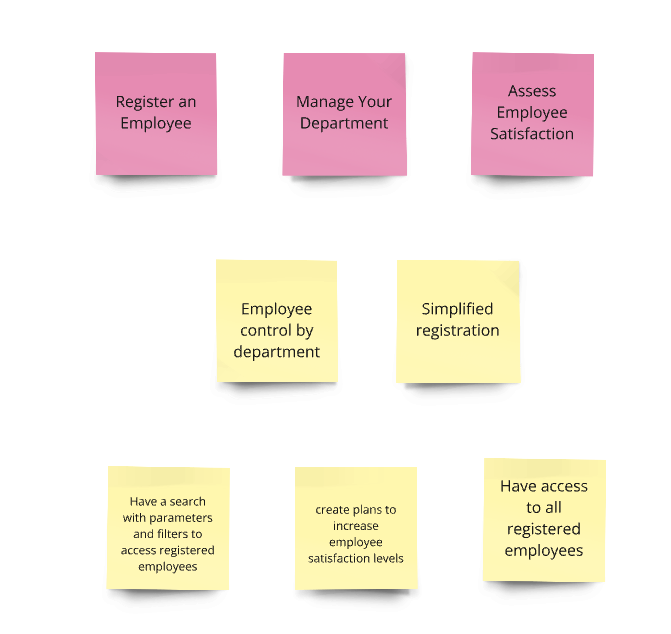 Register an
Employee
Manage Your
Department
Assess
Employee
Satisfaction
Employee
control by
department
Simplified
registration
Have a search
with parameters
and filters to
access registered
employees
create plans to
increase
employee
satisfaction levels
Have access
to all
registered
employees